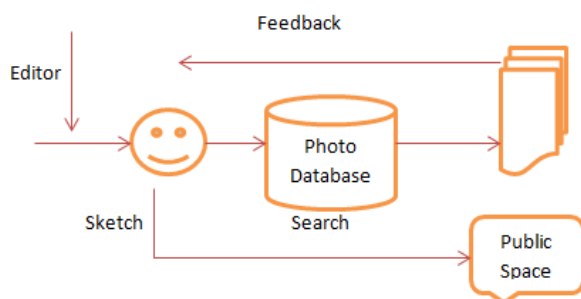 Feedback
Editor
Photo
Database
Sketch
Search
Public
Space